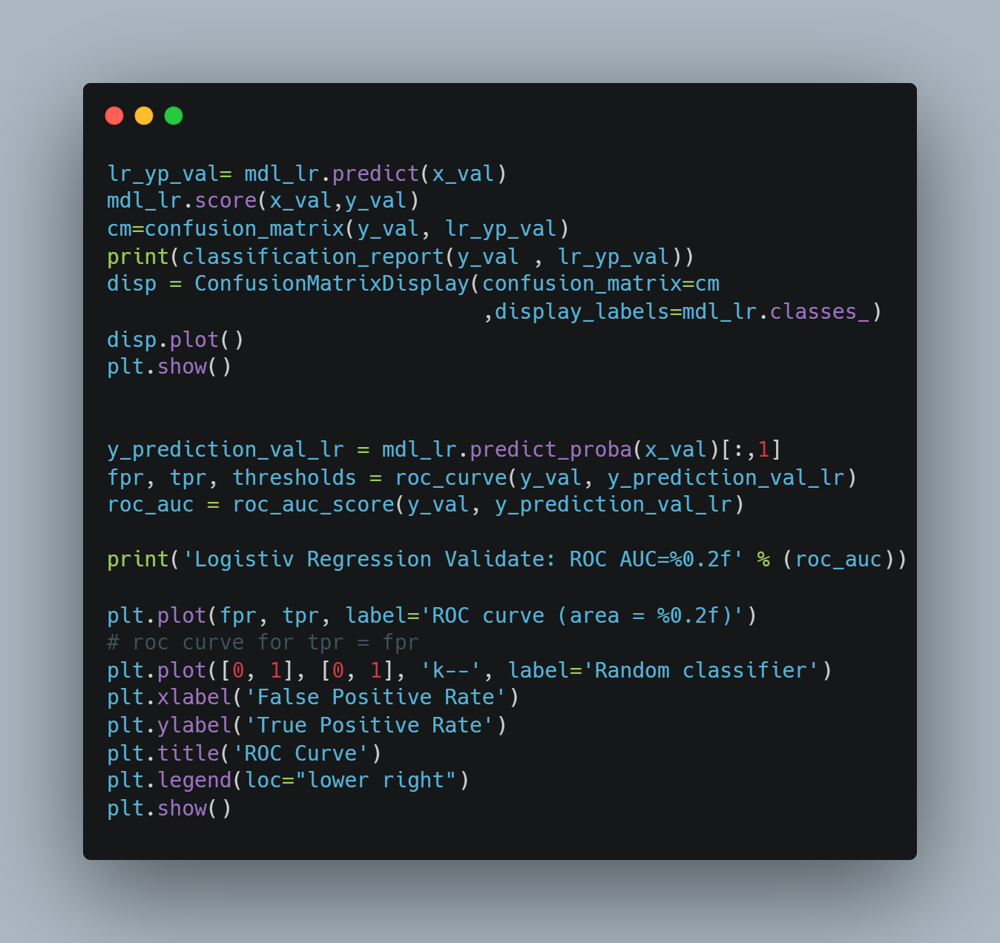 lr_yp_val= mdl_lr.predict(x_val)
mdl_lr.score(x_val,y_val)
cm=confusion_matrix(y_val, lr_yp_val)
print(classification_report(y_val , lr_yp_val))
disp = ConfusionMatrixDisplay(confusion_matrix=cm
                              ,display_labels=mdl_lr.classes_)
disp.plot()
plt.show()
y_prediction_val_lr = mdl_lr.predict_proba(x_val)[:,1]
fpr, tpr, thresholds = roc_curve(y_val, y_prediction_val_lr)
roc_auc = roc_auc_score(y_val, y_prediction_val_lr)
print('Logistiv Regression Validate: ROC AUC=%0.2f' % (roc_auc))
plt.plot(fpr, tpr, label='ROC curve (area = %0.2f)')
# roc curve for tpr = fpr
plt.plot([0, 1], [0, 1], 'k--', label='Random classifier')
plt.xlabel('False Positive Rate')
plt.ylabel('True Positive Rate')
plt.title('ROC Curve')
plt.legend(loc="lower right")
plt.show()